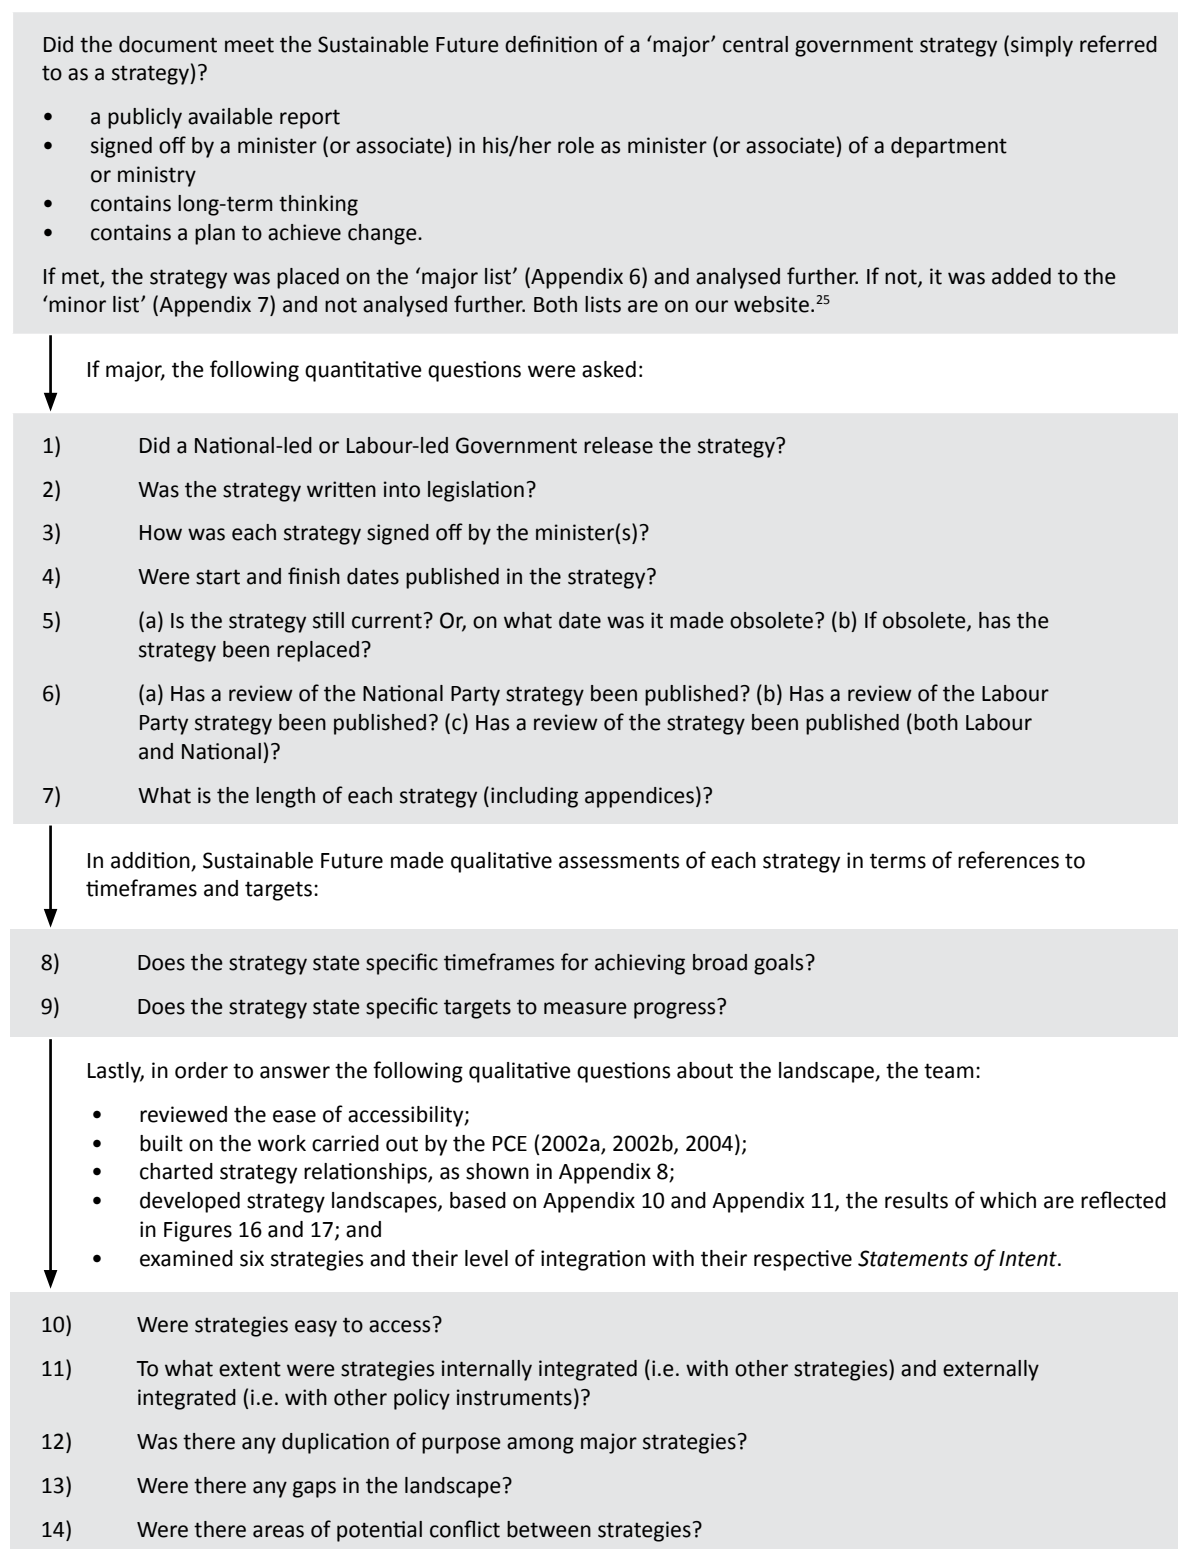 Did the document meet the Sustainable Future definition of a ‘major’ central government strategy (simply referred
to as a strategy)?
• a publicly available report
• signed off by a minister (or associate) in his/her role as minister (or associate) of a department
or ministry
• contains long-term thinking
• contains a plan to achieve change.
If met, the strategy was placed on the ‘major list’ (Appendix 6) and analysed further. If not, it was added to the
‘minor list’ (Appendix 7) and not analysed further. Both lists are on our website.25
If major, the following quantitative questions were asked:
1) Did a National-led or Labour-led Government release the strategy?
2) Was the strategy written into legislation?
3) How was each strategy signed off by the minister(s)?
4) Were start and finish dates published in the strategy?
5) (a) Is the strategy still current? Or, on what date was it made obsolete? (b) If obsolete, has the
strategy been replaced?
6) (a) Has a review of the National Party strategy been published? (b) Has a review of the Labour
Party strategy been published? (c) Has a review of the strategy been published (both Labour
and National)?
7) What is the length of each strategy (including appendices)?
In addition, Sustainable Future made qualitative assessments of each strategy in terms of references to
timeframes and targets:
8) Does the strategy state specific timeframes for achieving broad goals?
9) Does the strategy state specific targets to measure progress?
Lastly, in order to answer the following qualitative questions about the landscape, the team:
• reviewed the ease of accessibility;
• built on the work carried out by the PCE (2002a, 2002b, 2004);
• charted strategy relationships, as shown in Appendix 8;
• developed strategy landscapes, based on Appendix 10 and Appendix 11, the results of which are reflected
in Figures 16 and 17; and
• examined six strategies and their level of integration with their respective Statements of Intent.
10) Were strategies easy to access?
11) To what extent were strategies internally integrated (i.e. with other strategies) and externally
integrated (i.e. with other policy instruments)?
12) Was there any duplication of purpose among major strategies?
13) Were there any gaps in the landscape?
14) Were there areas of potential conflict between strategies?